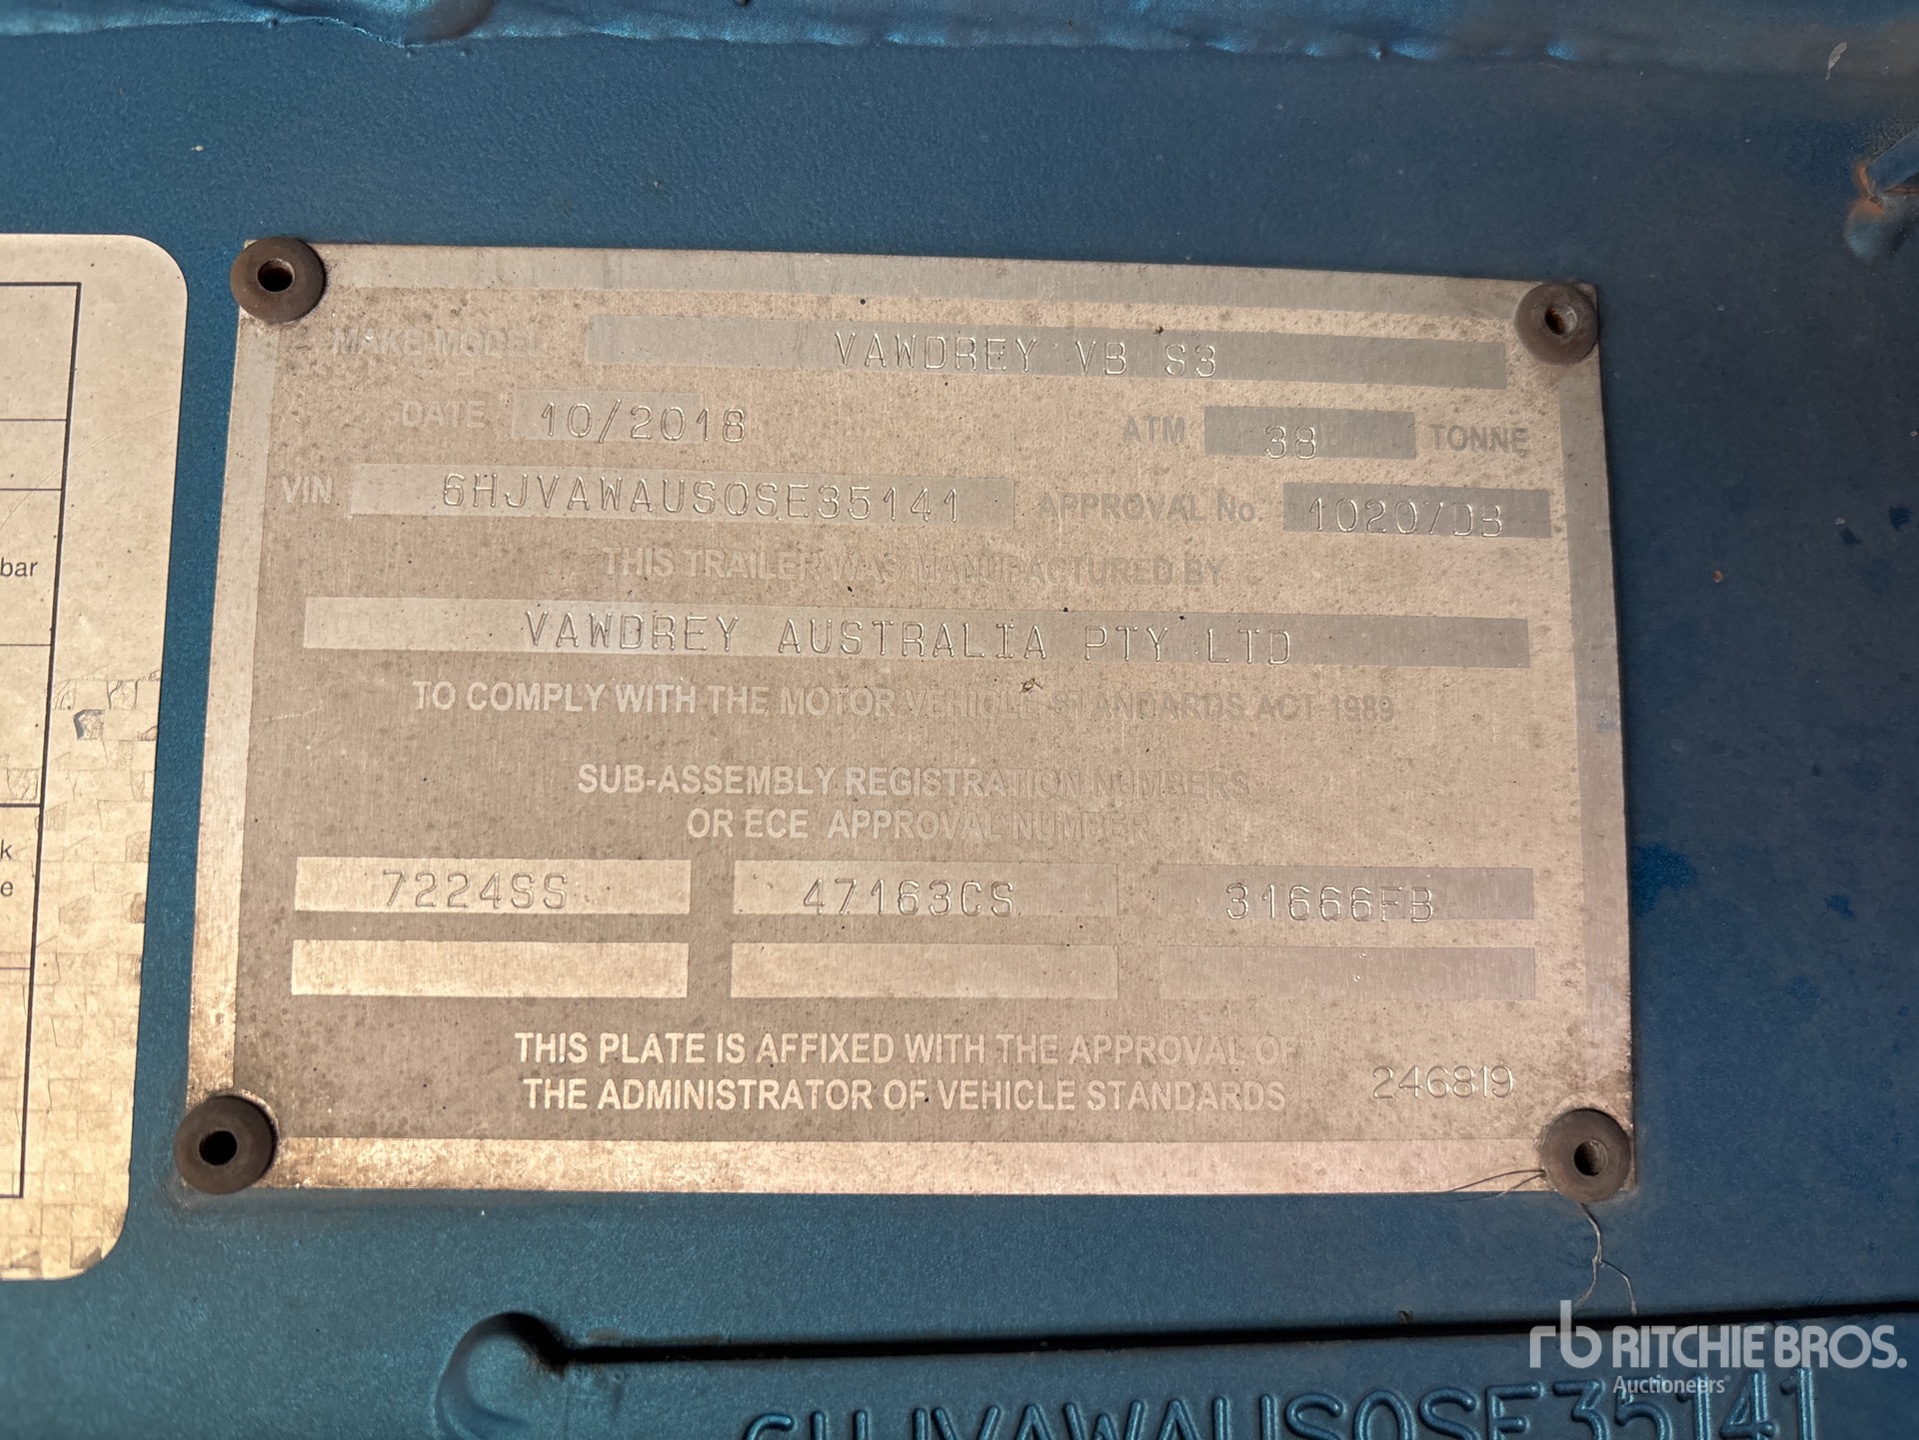 MAKE MODEL VAWDREY VB S3
DATE 10/2018 ATM 38 TONNE
VIN 6HJVAWAUSOSE35141 APPROVAL No. 10207DB
THIS TRAILER WAS MANUFACTURED BY
VAWDREY AUSTRALIA PTY LTD
TO COMPLY WITH THE MOTOR VEHICLE STANDARDS ACT 1989
SUB-ASSEMBLY REGISTRATION NUMBERS
OR ECE APPROVAL NUMBER
7224SS 47163CS 31666FB
THIS PLATE IS AFFIXED WITH THE APPROVAL OF
THE ADMINISTRATOR OF VEHICLE STANDARDS 246819
bar
k
e
6HJVAWAUSOSE35141
rb RITCHIE BROS.
Auctioneers